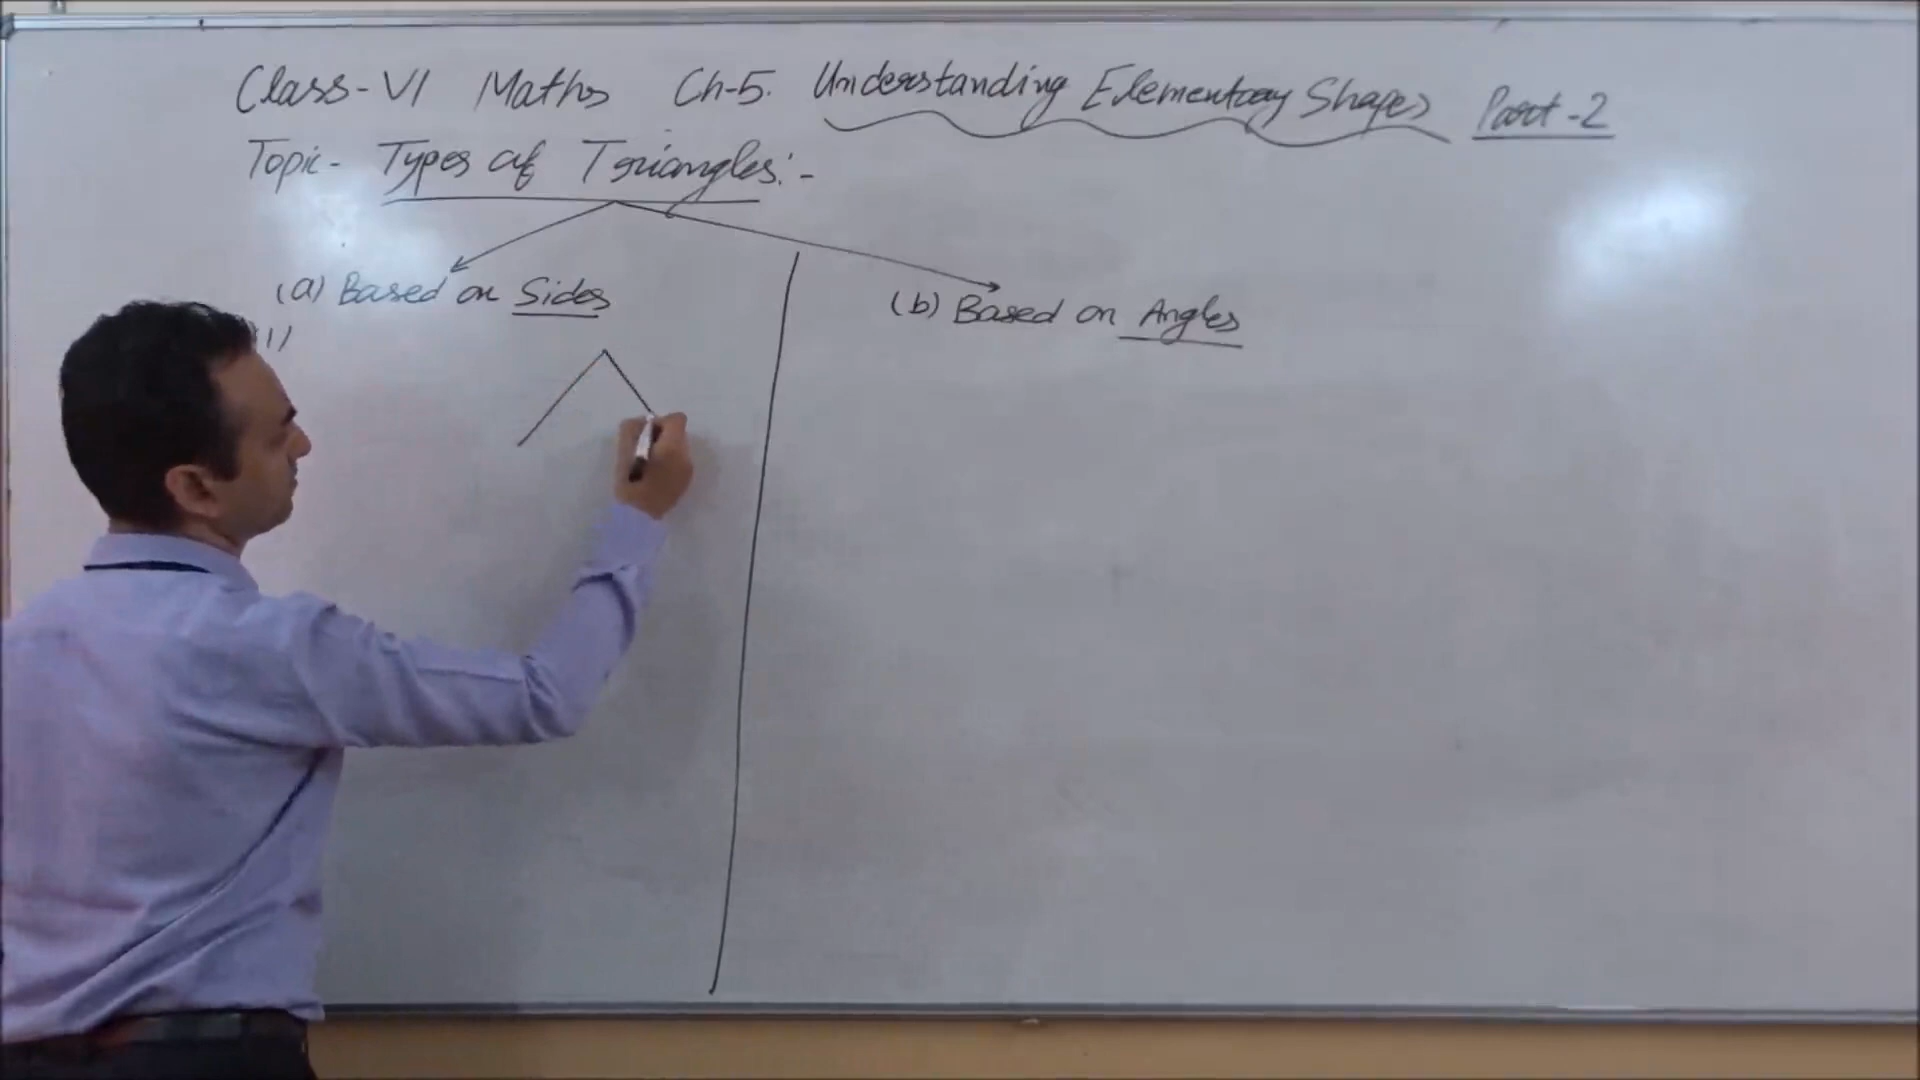 Class-VI Maths Ch-5. Understanding Elementary Shapes Part-2
Topic- Types of Triangles:-
(a) Based on Sides
(b) Based on Angles
1)